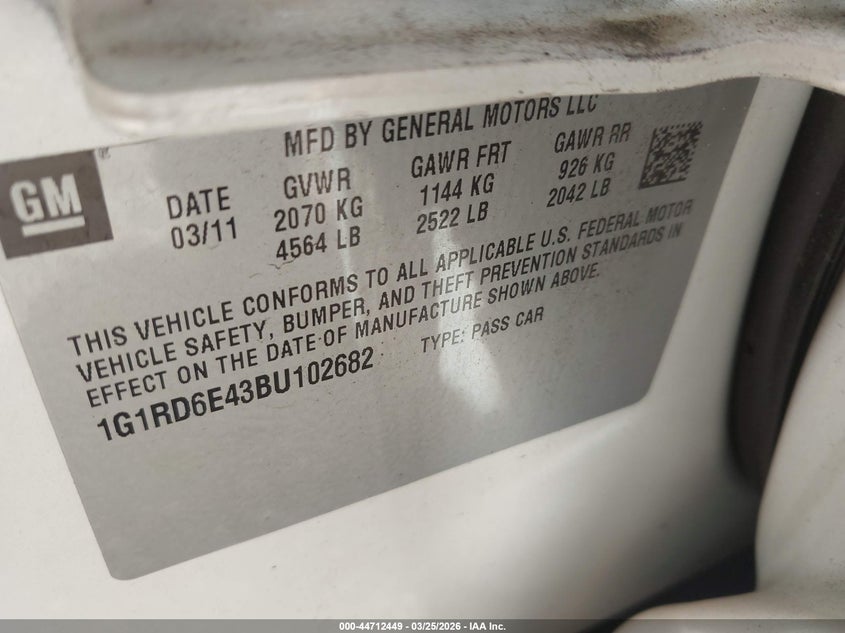 MFD BY GENERAL MOTORS LLC
GM
DATE GVWR GAWR FRT GAWR RR
03/11 2070 KG 1144 KG 926 KG
4564 LB 2522 LB 2042 LB
THIS VEHICLE CONFORMS TO ALL APPLICABLE U.S. FEDERAL MOTOR
VEHICLE SAFETY, BUMPER, AND THEFT PREVENTION STANDARDS IN
EFFECT ON THE DATE OF MANUFACTURE SHOWN ABOVE.
1G1RD6E43BU102682 TYPE: PASS CAR
000-44712449 - 03/25/2026 - IAA Inc.